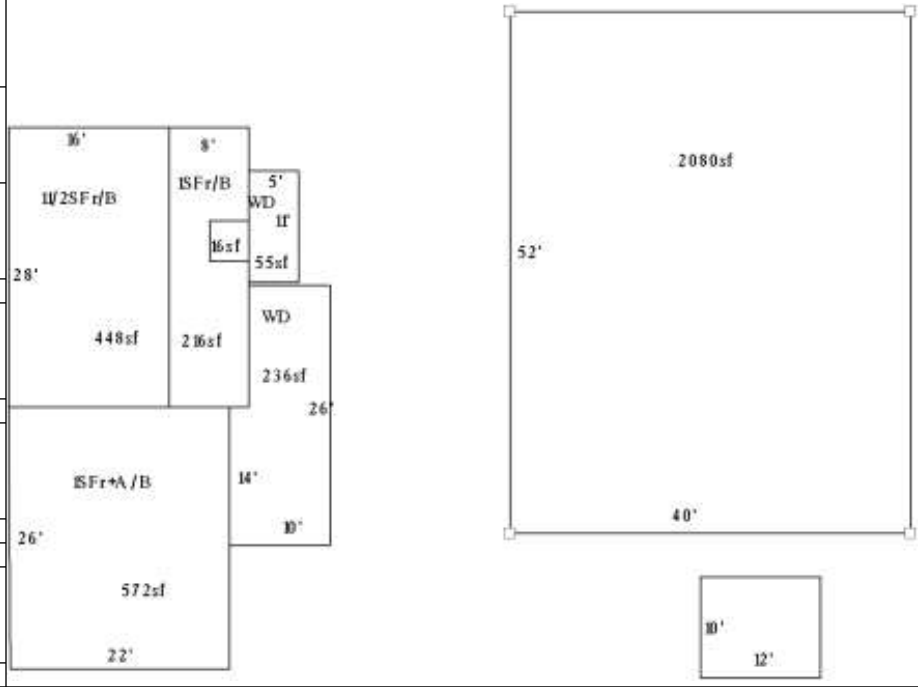 16'
8'
11/2SFr/B
1SFr/B
5'
WD
11'
16sf
55sf
28'
448sf
216sf
WD
236sf
26'
1SFr+A/B
14'
26'
10'
572sf
22'
2080sf
52'
40'
10'
12'